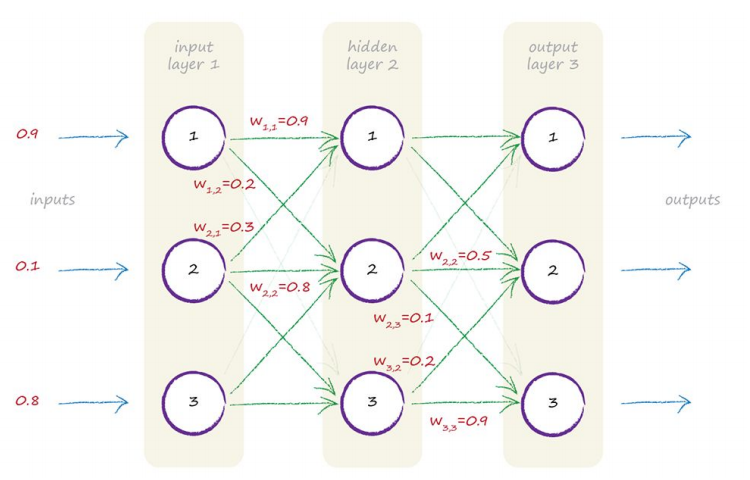 input
layer 1
hidden
layer 2
output
layer 3
0.9
1
w1,1=0.9
1
1
w1,2=0.2
inputs
outputs
w2,1=0.3
0.1
2
2
w2,2=0.5
2
w2,2=0.8
w2,3=0.1
w3,2=0.2
0.8
3
3
3
w3,3=0.9